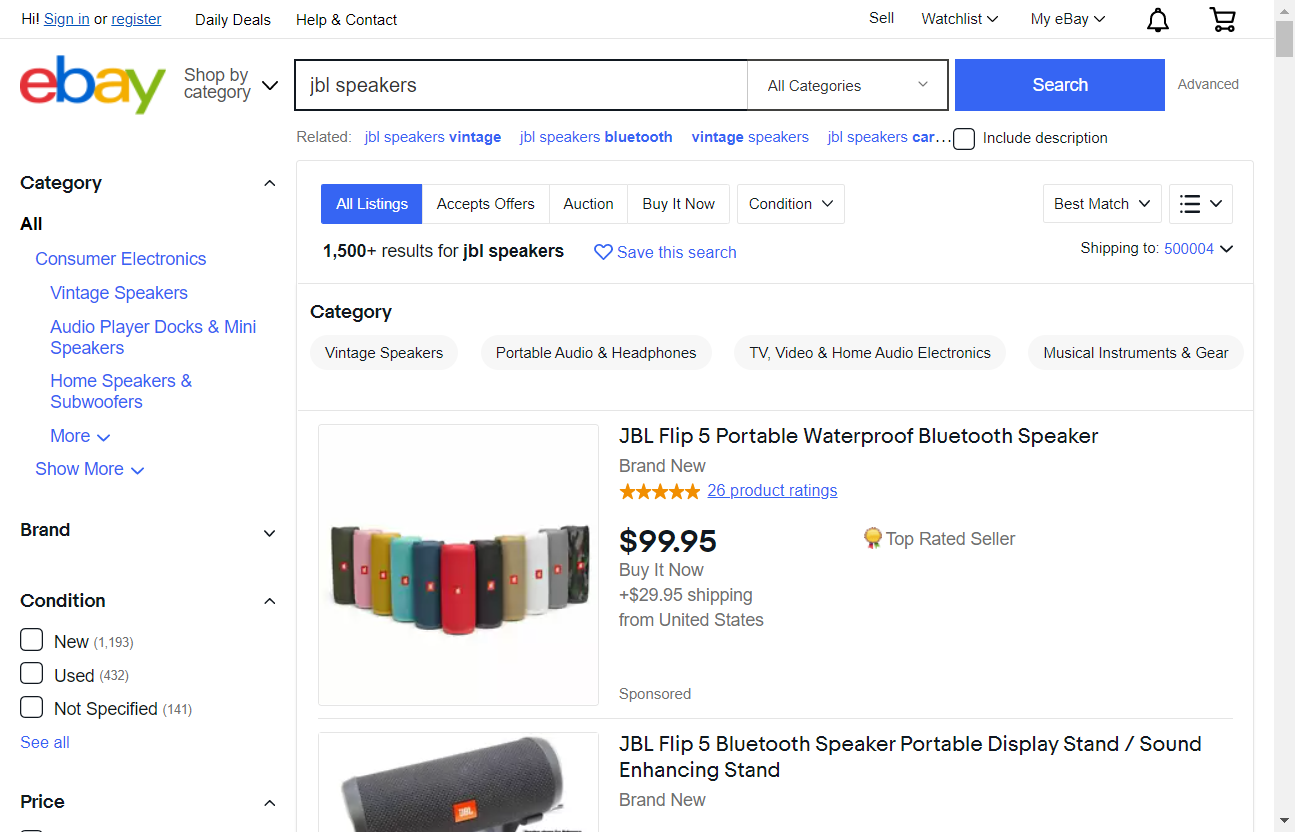 Hi! Sign in or register
Daily Deals
Help & Contact
Sell
Watchlist
My eBay
ebay
Shop by category
jbl speakers
All Categories
Search
Advanced
Related: jbl speakers vintage jbl speakers bluetooth vintage speakers jbl speakers car...
Include description
Category
All
Consumer Electronics
Vintage Speakers
Audio Player Docks & Mini
Speakers
Home Speakers &
Subwoofers
More
Show More
Brand
Condition
New (1,193)
Used (432)
Not Specified (141)
See all
Price
All Listings
Accepts Offers
Auction
Buy It Now
Condition
Best Match
1,500+ results for jbl speakers
Save this search
Shipping to: 500004
Category
Vintage Speakers
Portable Audio & Headphones
TV, Video & Home Audio Electronics
Musical Instruments & Gear
JBL Flip 5 Portable Waterproof Bluetooth Speaker
Brand New
26 product ratings
$99.95
Top Rated Seller
Buy It Now
+$29.95 shipping
from United States
Sponsored
JBL Flip 5 Bluetooth Speaker Portable Display Stand / Sound
Enhancing Stand
Brand New
JBL